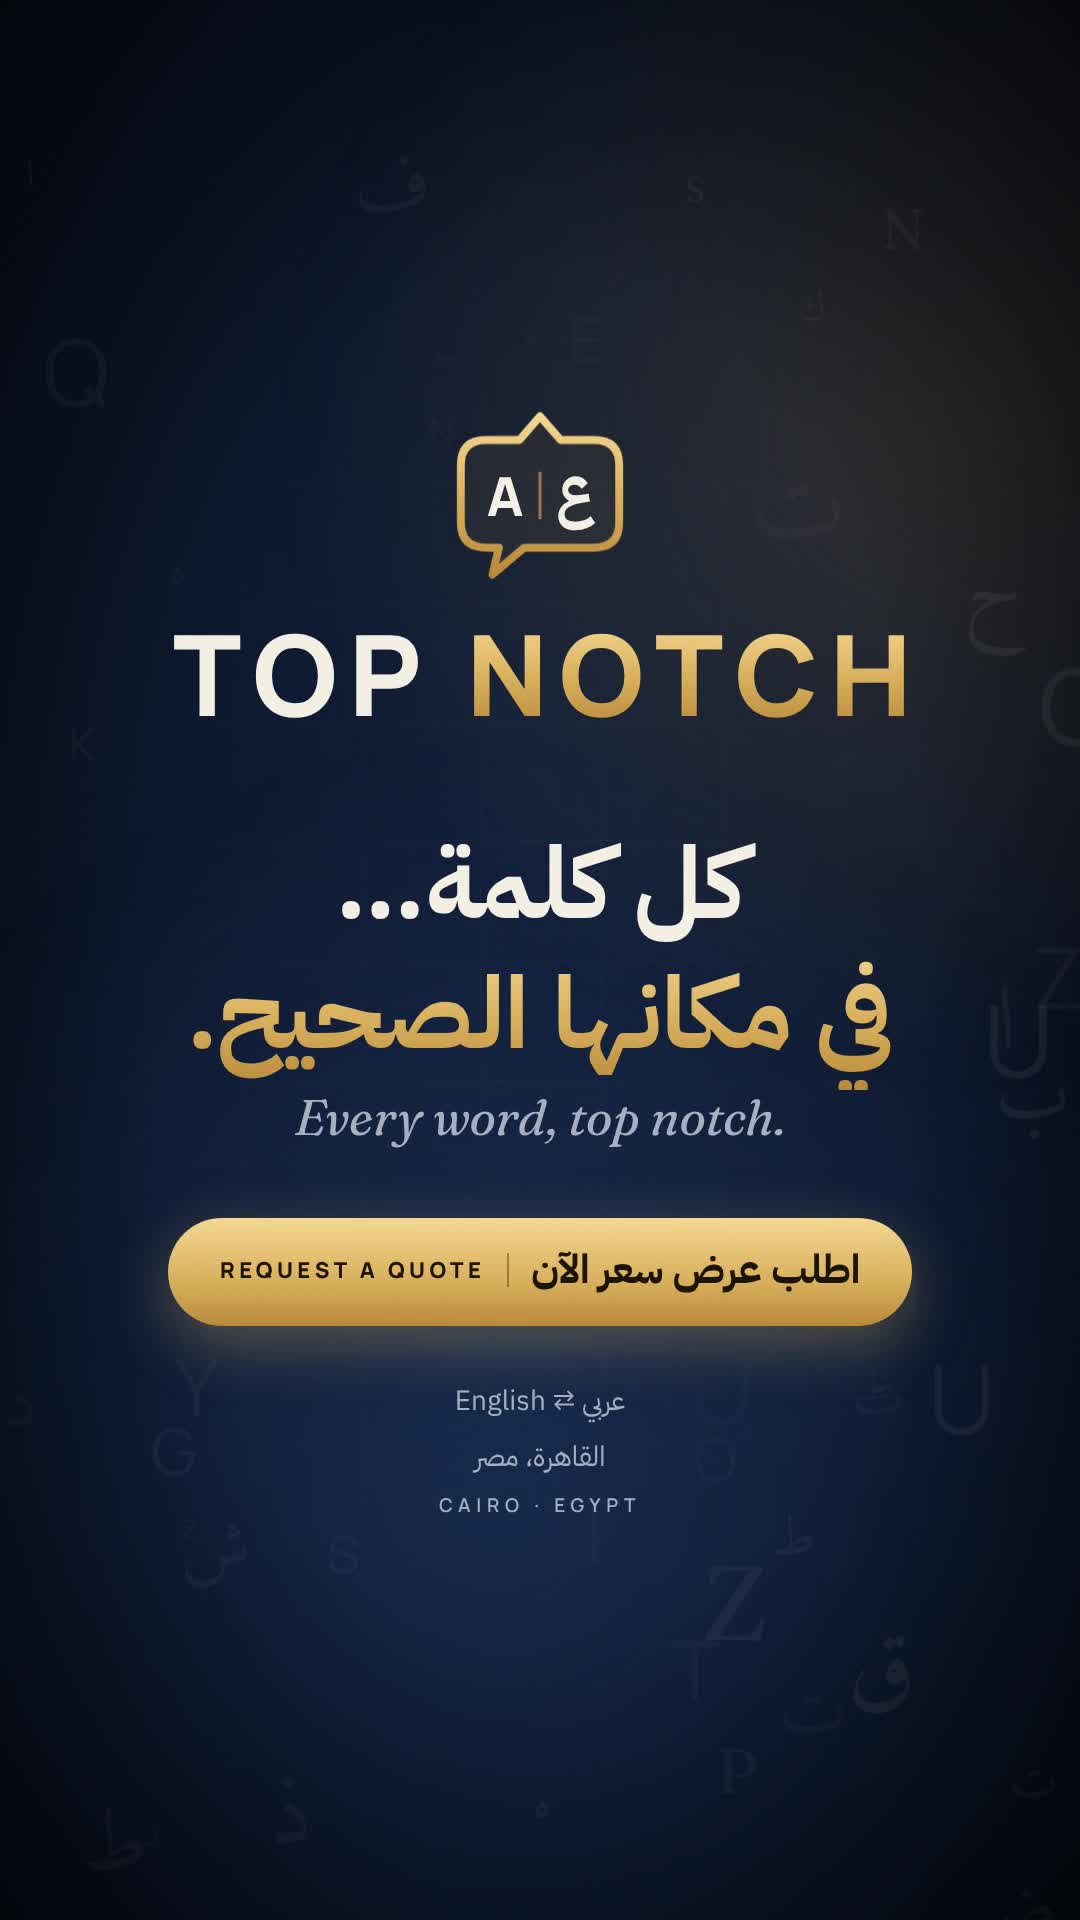 A | ع
TOP NOTCH
كل كلمة...
في مكانها الصحيح.
Every word, top notch.
REQUEST A QUOTE | اطلب عرض سعر الآن
English ⇄ عربي
القاهرة، مصر
CAIRO · EGYPT